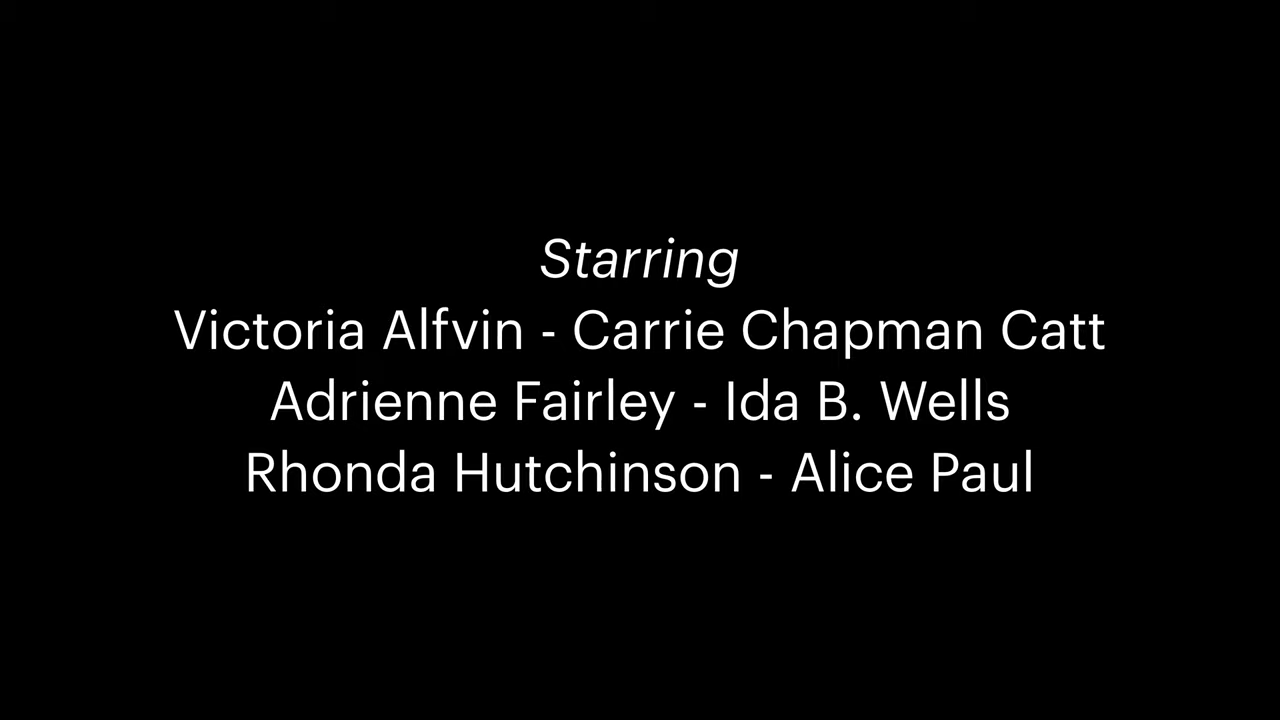 Starring
Victoria Alfvin - Carrie Chapman Catt
Adrienne Fairley - Ida B. Wells
Rhonda Hutchinson - Alice Paul